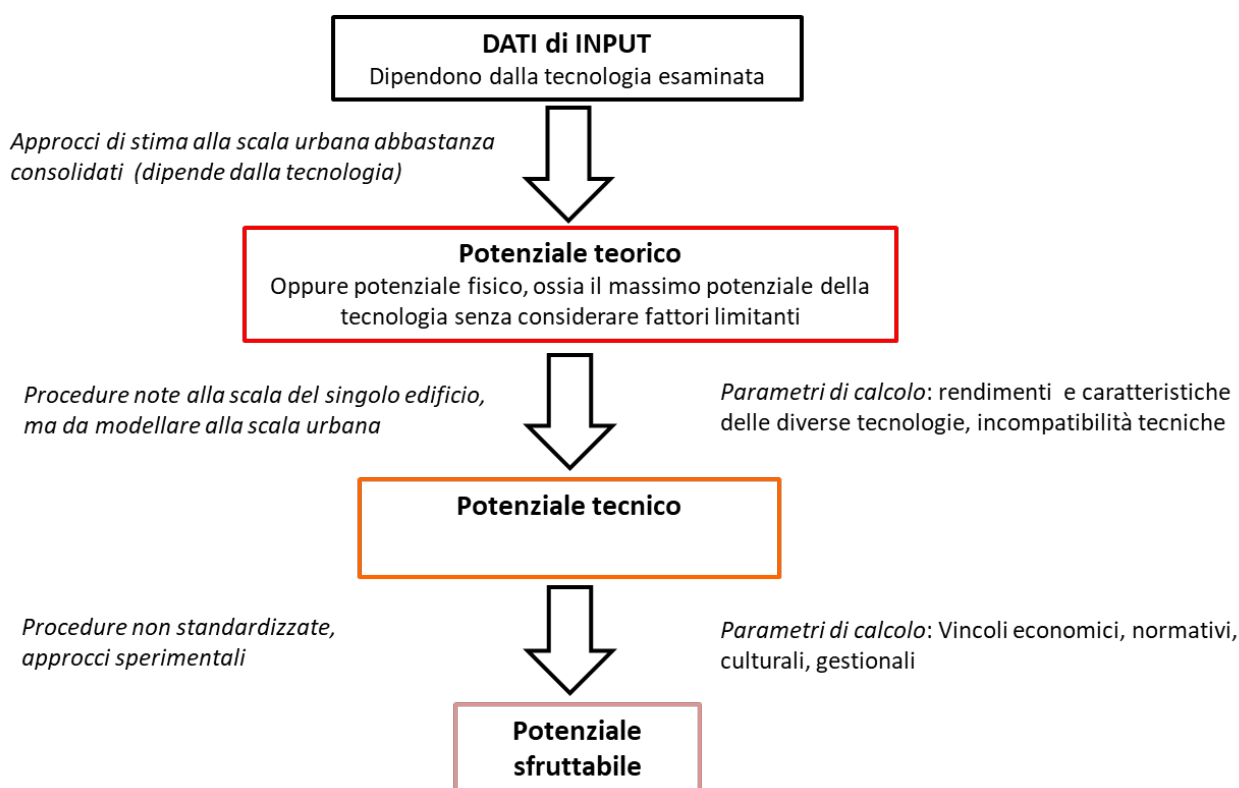 DATI di INPUT
Dipendono dalla tecnologia esaminata
Approcci di stima alla scala urbana abbastanza
consolidati (dipende dalla tecnologia)
Potenziale teorico
Oppure potenziale fisico, ossia il massimo potenziale della
tecnologia senza considerare fattori limitanti
Procedure note alla scala del singolo edificio,
ma da modellare alla scala urbana
Parametri di calcolo: rendimenti e caratteristiche
delle diverse tecnologie, incompatibilità tecniche
Potenziale tecnico
Procedure non standardizzate,
approcci sperimentali
Parametri di calcolo: Vincoli economici, normativi,
culturali, gestionali
Potenziale
sfruttabile